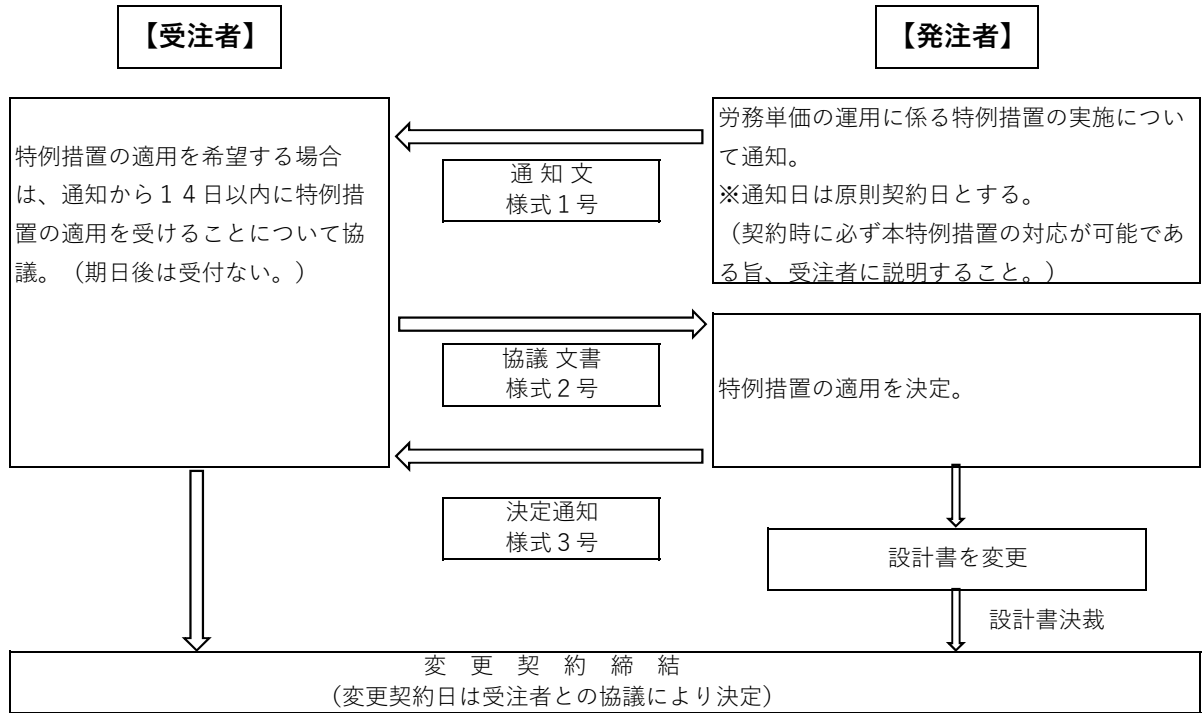 【受注者】
【発注者】
特例措置の適用を希望する場合
は、通知から１４日以内に特例措
置の適用を受けることについて協
議。（期日後は受付ない。）
通 知 文
様式１号
労務単価の運用に係る特例措置の実施につい
て通知。
※通知日は原則契約日とする。
（契約時に必ず本特例措置の対応が可能であ
る旨、受注者に説明すること。）
協議 文書
様式２号
特例措置の適用を決定。
決定通知
様式３号
設計書を変更
設計書決裁
変　更　契　約　締　結
（変更契約日は受注者との協議により決定）